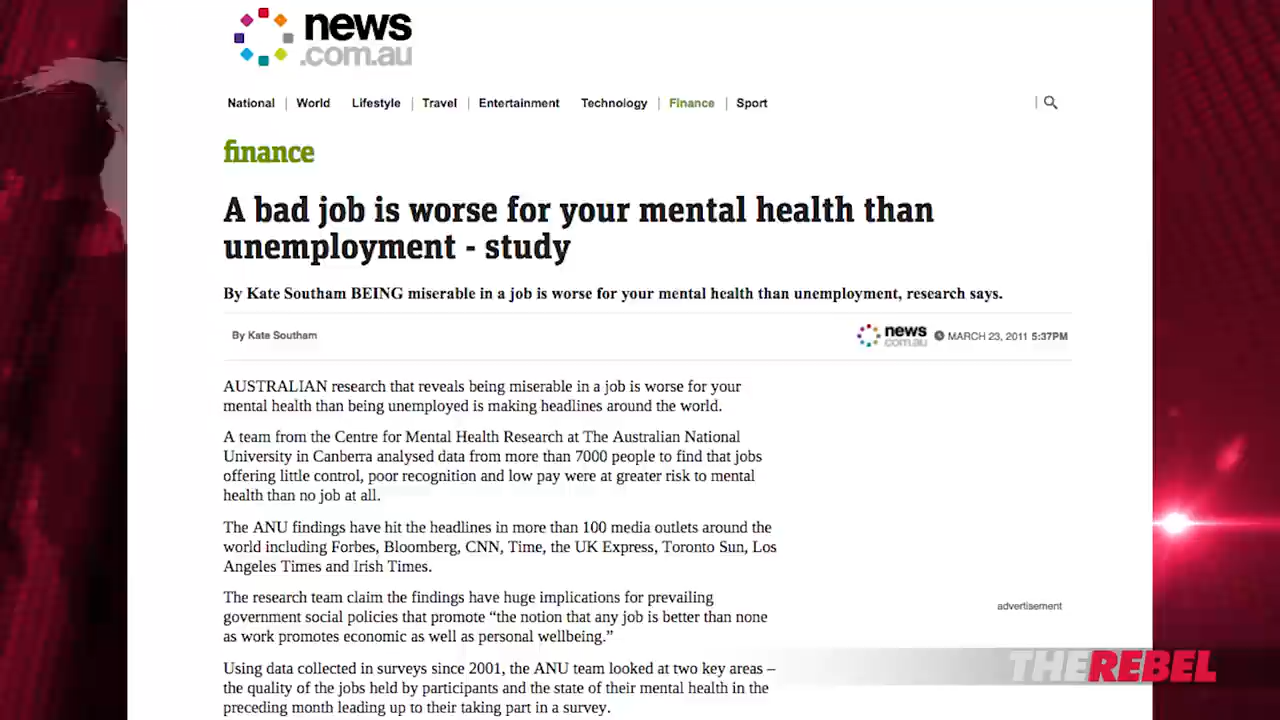 news
.com.au
National | World Lifestyle | Travel | Entertainment Technology | Finance | Sport |
finance
A bad job is worse for your mental health than
unemployment - study
By Kate Southam BEING miserable in a job is worse for your mental health than unemployment, research says.
By Kate Southam
news
.com.au
MARCH 23, 2011 5:37PM
AUSTRALIAN research that reveals being miserable in a job is worse for your
mental health than being unemployed is making headlines around the world.
A team from the Centre for Mental Health Research at The Australian National
University in Canberra analysed data from more than 7000 people to find that jobs
offering little control, poor recognition and low pay were at greater risk to mental
health than no job at all.
The ANU findings have hit the headlines in more than 100 media outlets around the
world including Forbes, Bloomberg, CNN, Time, the UK Express, Toronto Sun, Los
Angeles Times and Irish Times.
The research team claim the findings have huge implications for prevailing
government social policies that promote “the notion that any job is better than none
as work promotes economic as well as personal wellbeing.”
advertisement
Using data collected in surveys since 2001, the ANU team looked at two key areas –
the quality of the jobs held by participants and the state of their mental health in the
preceding month leading up to their taking part in a survey.
THEREBEL